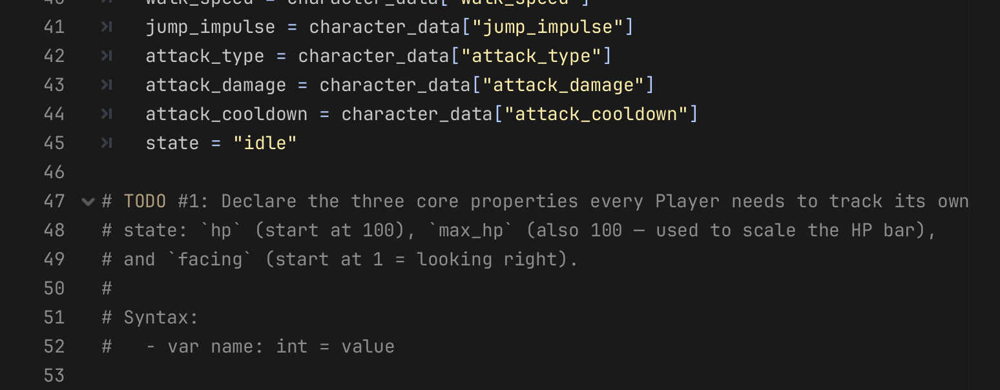 40 walk_speed = character_data["walk_speed"]
41 jump_impulse = character_data["jump_impulse"]
42 attack_type = character_data["attack_type"]
43 attack_damage = character_data["attack_damage"]
44 attack_cooldown = character_data["attack_cooldown"]
45 state = "idle"
46
47 # TODO #1: Declare the three core properties every Player needs to track its own
48 # state: `hp` (start at 100), `max_hp` (also 100 — used to scale the HP bar),
49 # and `facing` (start at 1 = looking right).
50 #
51 # Syntax:
52 #   - var name: int = value
53